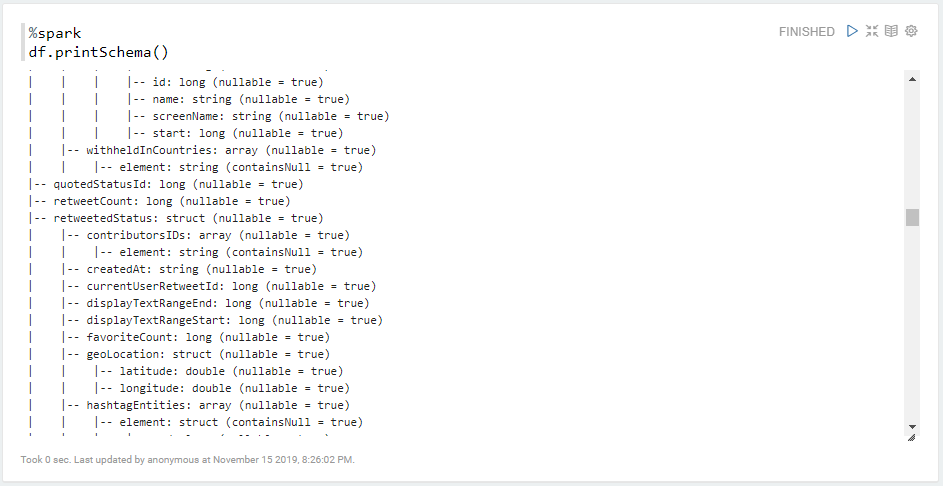 %spark
FINISHED
df.printSchema()
| | | |-- id: long (nullable = true)
| | | |-- name: string (nullable = true)
| | | |-- screenName: string (nullable = true)
| | | |-- start: long (nullable = true)
| |-- withheldInCountries: array (nullable = true)
| | |-- element: string (containsNull = true)
|-- quotedStatusId: long (nullable = true)
|-- retweetCount: long (nullable = true)
|-- retweetedStatus: struct (nullable = true)
| |-- contributorsIDs: array (nullable = true)
| | |-- element: string (containsNull = true)
| |-- createdAt: string (nullable = true)
| |-- currentUserRetweetId: long (nullable = true)
| |-- displayTextRangeEnd: long (nullable = true)
| |-- displayTextRangeStart: long (nullable = true)
| |-- favoriteCount: long (nullable = true)
| |-- geoLocation: struct (nullable = true)
| | |-- latitude: double (nullable = true)
| | |-- longitude: double (nullable = true)
| |-- hashtagEntities: array (nullable = true)
| | |-- element: struct (containsNull = true)
Took 0 sec. Last updated by anonymous at November 15 2019, 8:26:02 PM.